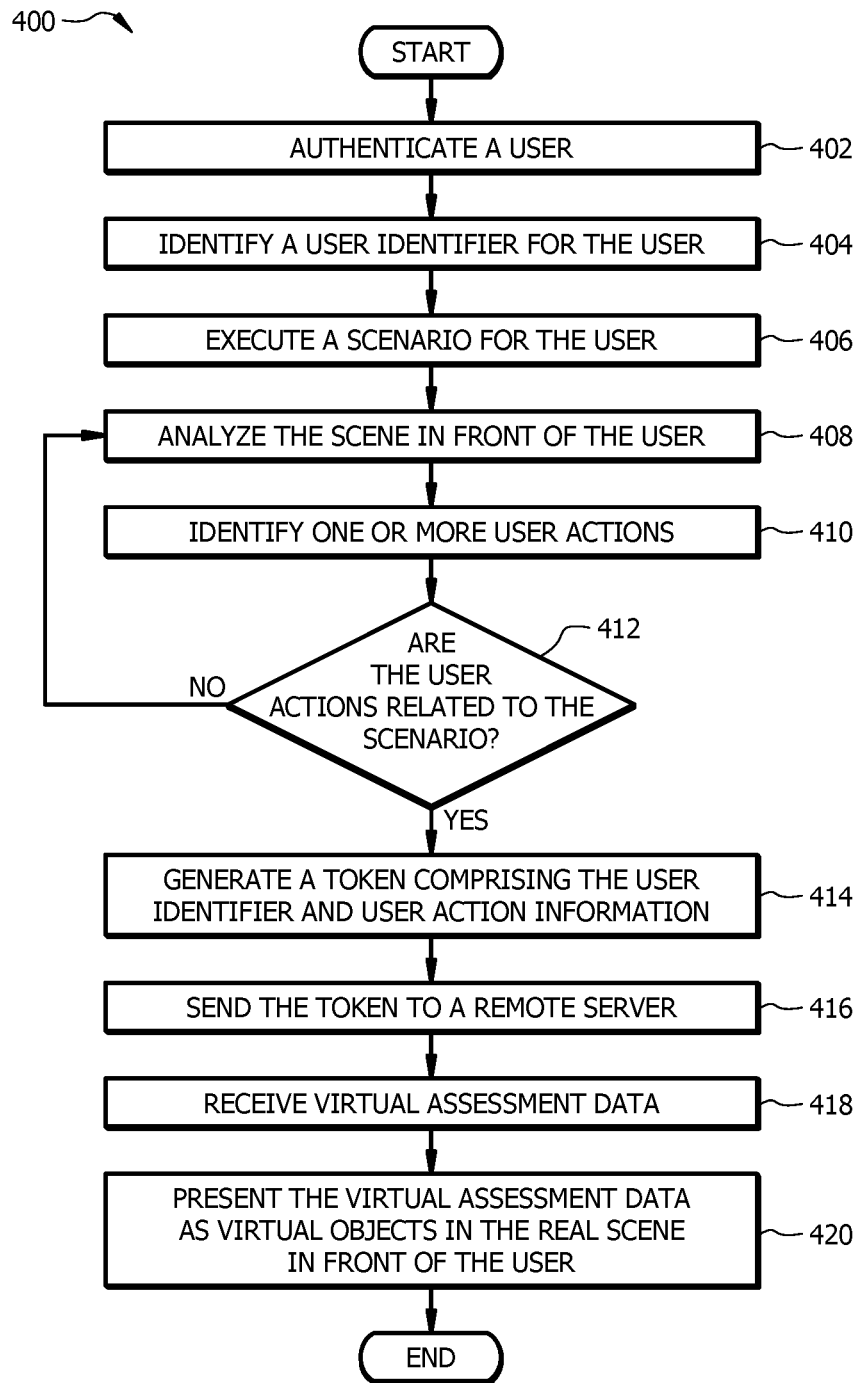 400
START
AUTHENTICATE A USER
402
IDENTIFY A USER IDENTIFIER FOR THE USER
404
EXECUTE A SCENARIO FOR THE USER
406
ANALYZE THE SCENE IN FRONT OF THE USER
408
IDENTIFY ONE OR MORE USER ACTIONS
410
ARE
THE USER
ACTIONS RELATED TO THE
SCENARIO?
412
NO
YES
GENERATE A TOKEN COMPRISING THE USER
IDENTIFIER AND USER ACTION INFORMATION
414
SEND THE TOKEN TO A REMOTE SERVER
416
RECEIVE VIRTUAL ASSESSMENT DATA
418
PRESENT THE VIRTUAL ASSESSMENT DATA
AS VIRTUAL OBJECTS IN THE REAL SCENE
IN FRONT OF THE USER
420
END